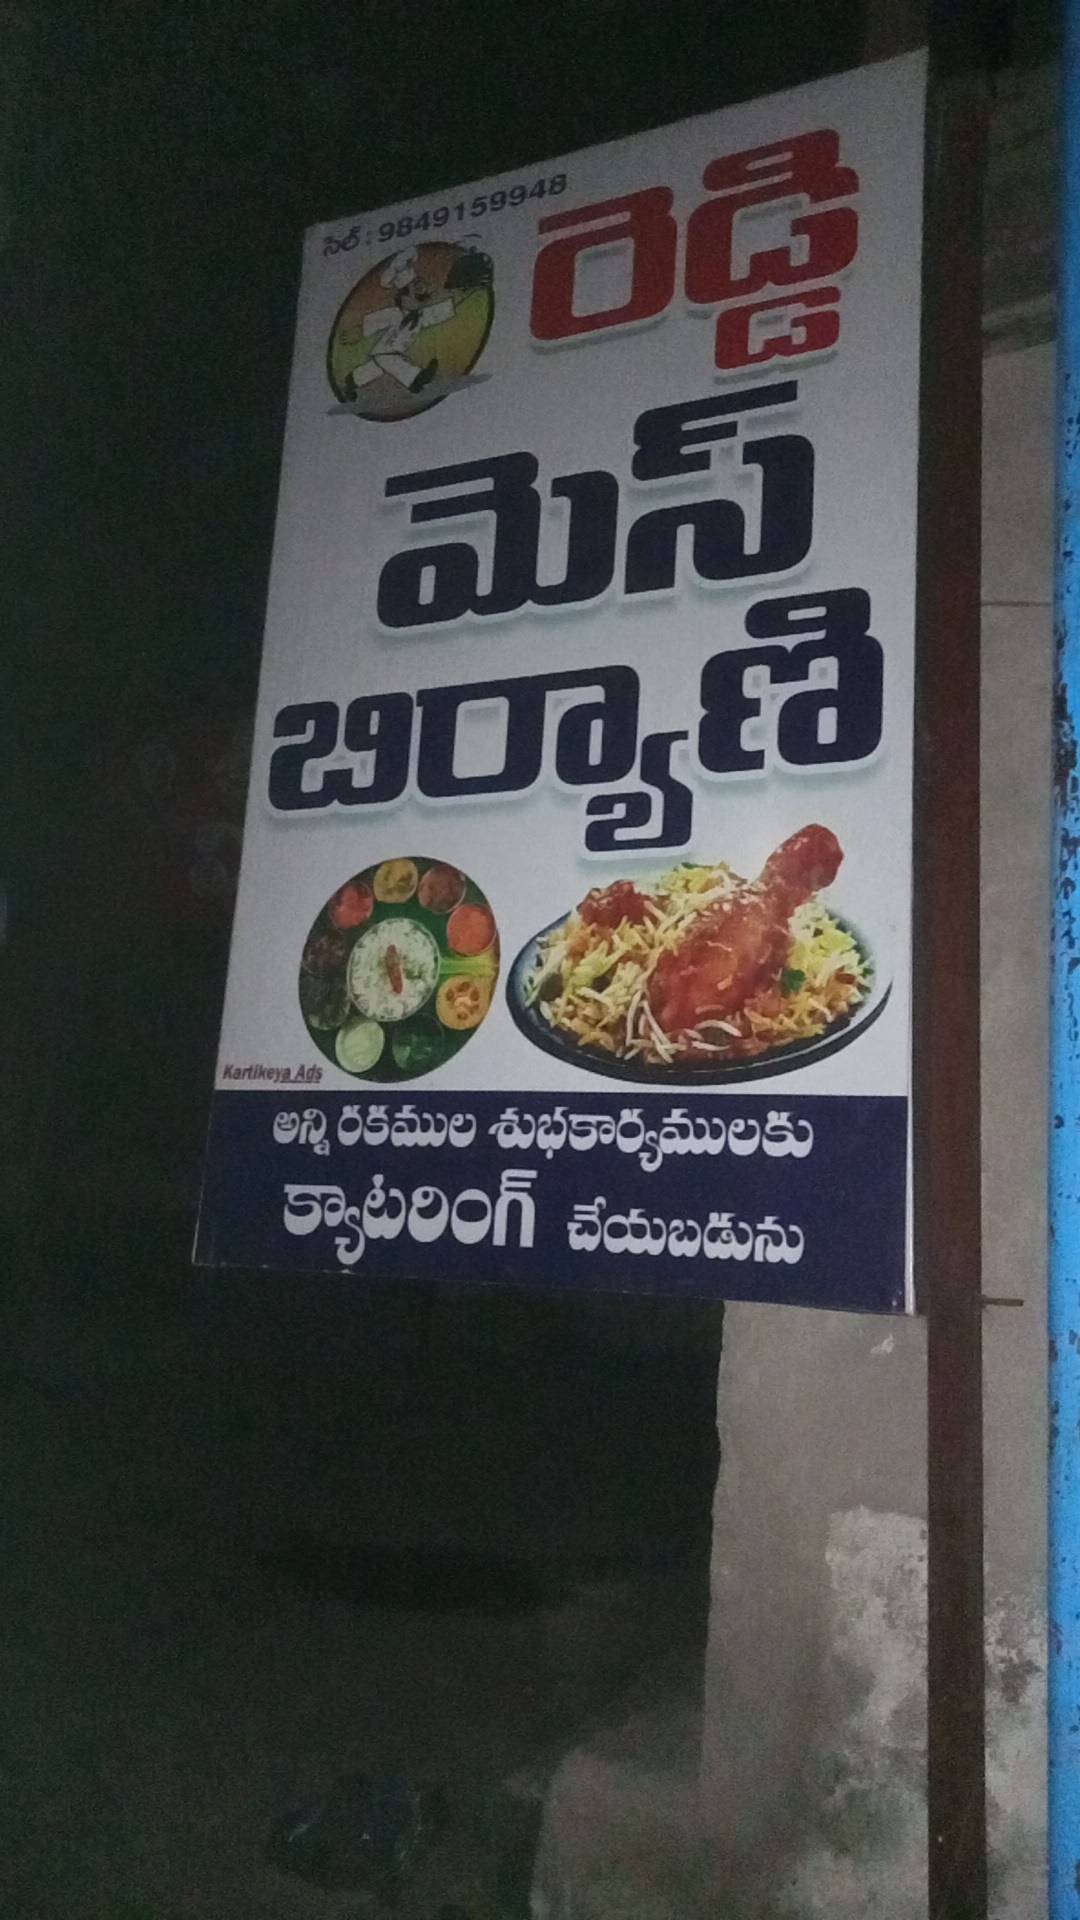 సెల్ : 9849159948
రెడ్డి
మెస్
బిర్యాణి
Kartikeya Ads
అన్ని రకముల శుభకార్యములకు
క్యాటరింగ్ చేయబడును